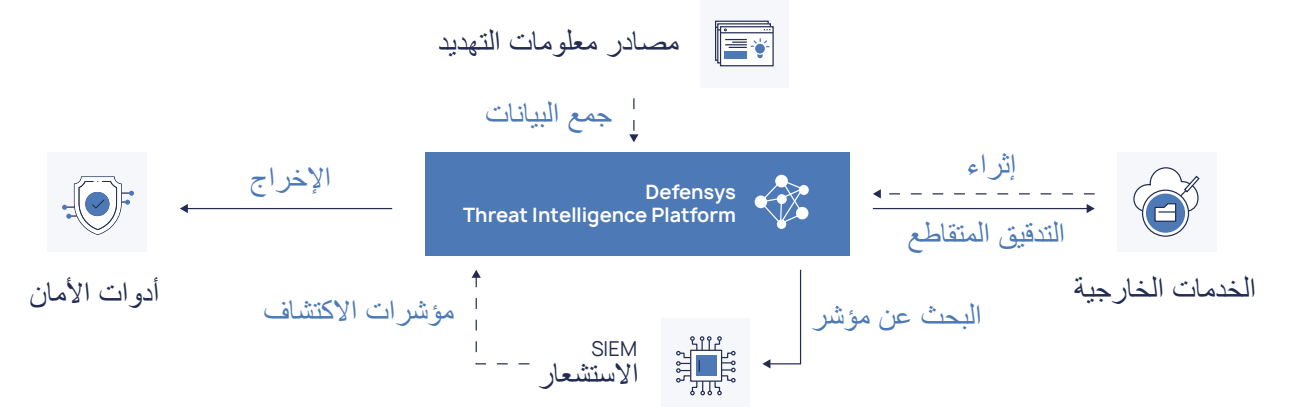 مصادر معلومات التهديد
جمع البيانات
إثراء
الإخراج
Defensys
Threat Intelligence Platform
التدقيق المتقاطع
الخدمات الخارجية
أدوات الأمان
البحث عن مؤشر
مؤشرات الاكتشاف
SIEM
الاستشعار